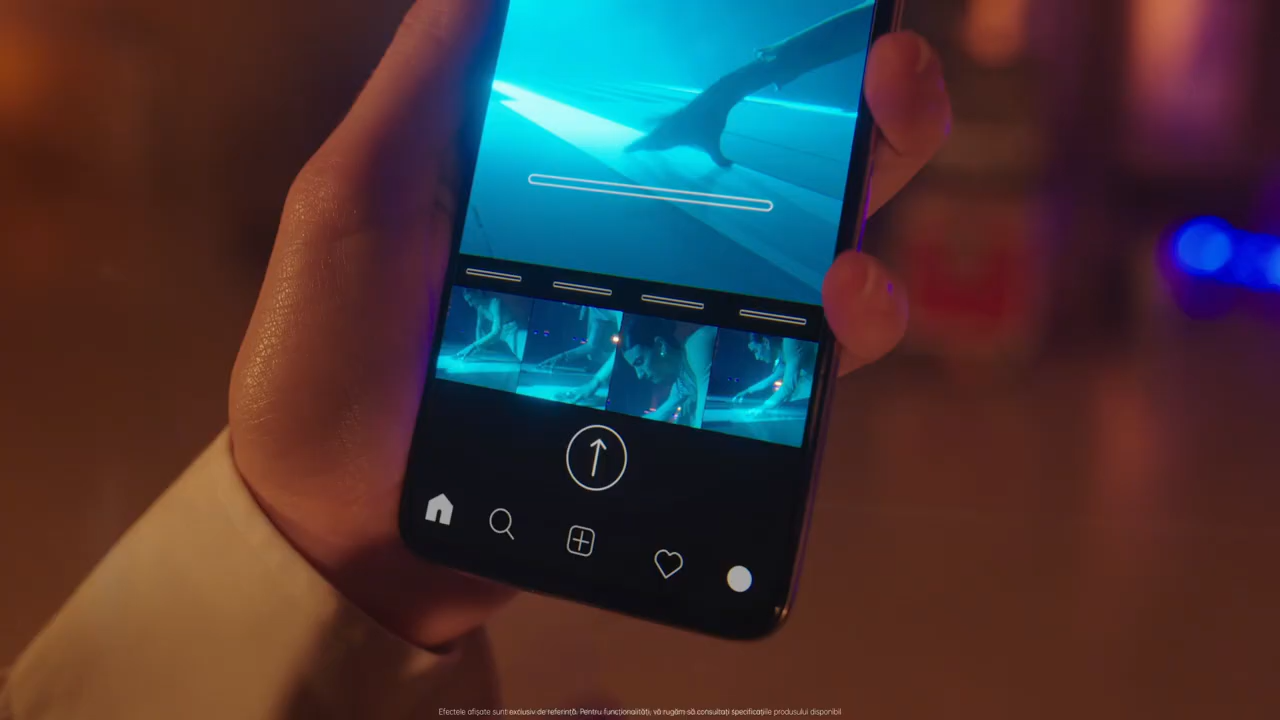 Efectele afișate sunt exclusiv de referință. Pentru funcționalități, vă rugăm să consultați specificațiile produsului disponibil